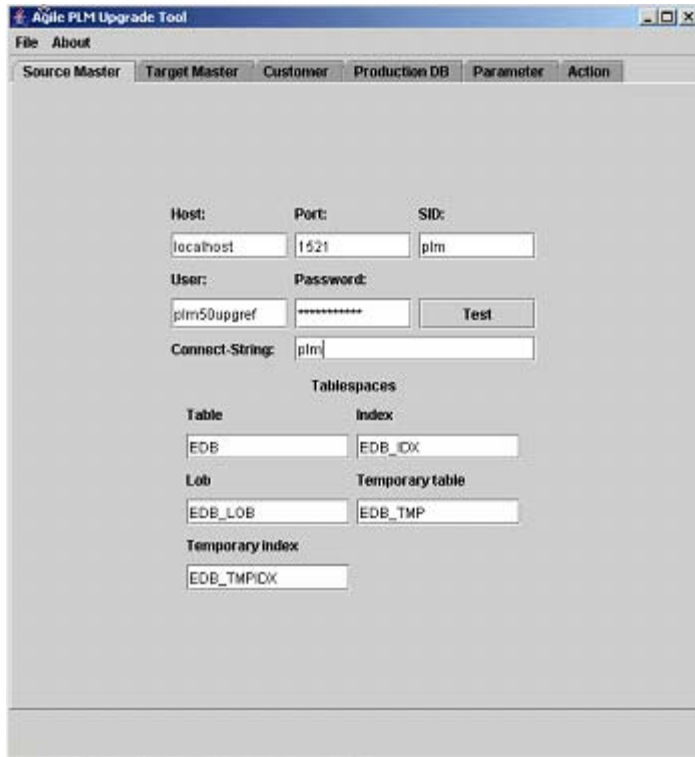 Agile PLM Upgrade Tool
File About
Source Master Target Master Customer Production DB Parameter Action
Host: Port: SID:
localhost 1521 plm
User: Password:
plm50upgref *********** Test
Connect-String: plm
Tablespaces
Table Index
EDB EDB_IDX
Lob Temporary table
EDB_LOB EDB_TMP
Temporary index
EDB_TMPIDX